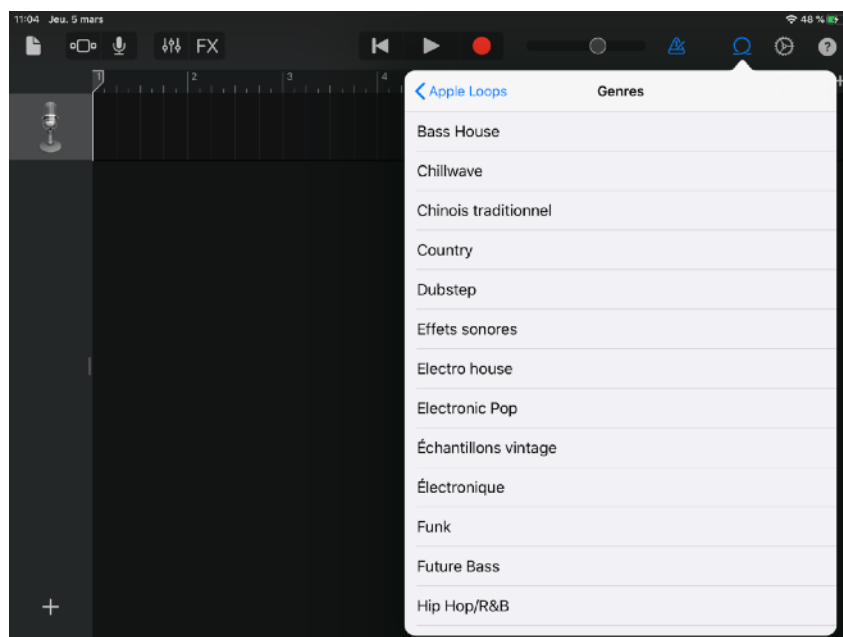 11:04 Jeu. 5 mars 48 %
FX
1 2 3 4
Apple Loops Genres
Bass House
Chillwave
Chinois traditionnel
Country
Dubstep
Effets sonores
Electro house
Electronic Pop
Échantillons vintage
Électronique
Funk
Future Bass
Hip Hop/R&B